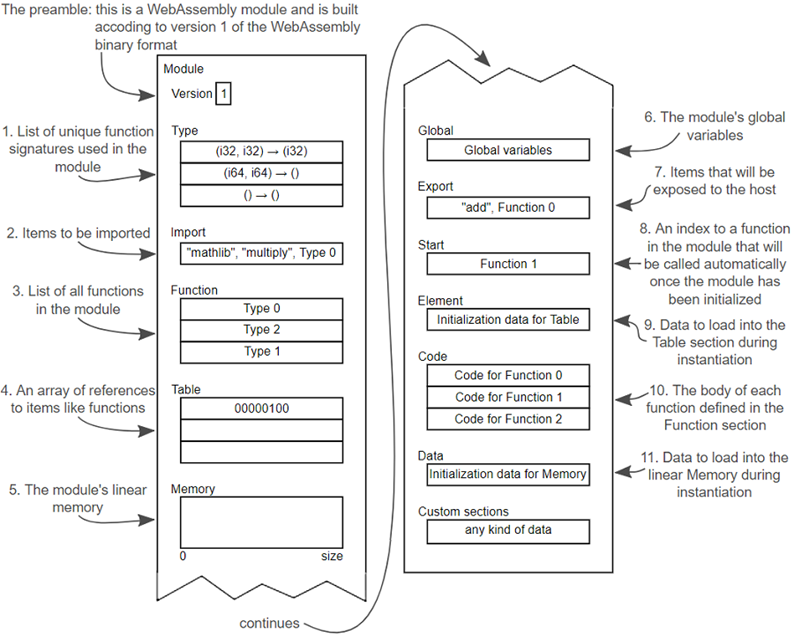 The preamble: this is a WebAssembly module and is built
accoding to version 1 of the WebAssembly
binary format
Module
Version 1
1. List of unique function
signatures used in the
module
Type
(i32, i32) → (i32)
(i64, i64) → ()
() → ()
2. Items to be imported
Import
"mathlib", "multiply", Type 0
3. List of all functions
in the module
Function
Type 0
Type 2
Type 1
4. An array of references
to items like functions
Table
00000100
5. The module's linear
memory
Memory
0
size
continues
Global
Global variables
6. The module's global
variables
Export
"add", Function 0
7. Items that will be
exposed to the host
Start
Function 1
8. An index to a function
in the module that will
be called automatically
once the module has
been initialized
Element
Initialization data for Table
9. Data to load into the
Table section during
instantiation
Code
Code for Function 0
Code for Function 1
Code for Function 2
10. The body of each
function defined in the
Function section
Data
Initialization data for Memory
11. Data to load into the
linear Memory during
instantiation
Custom sections
any kind of data